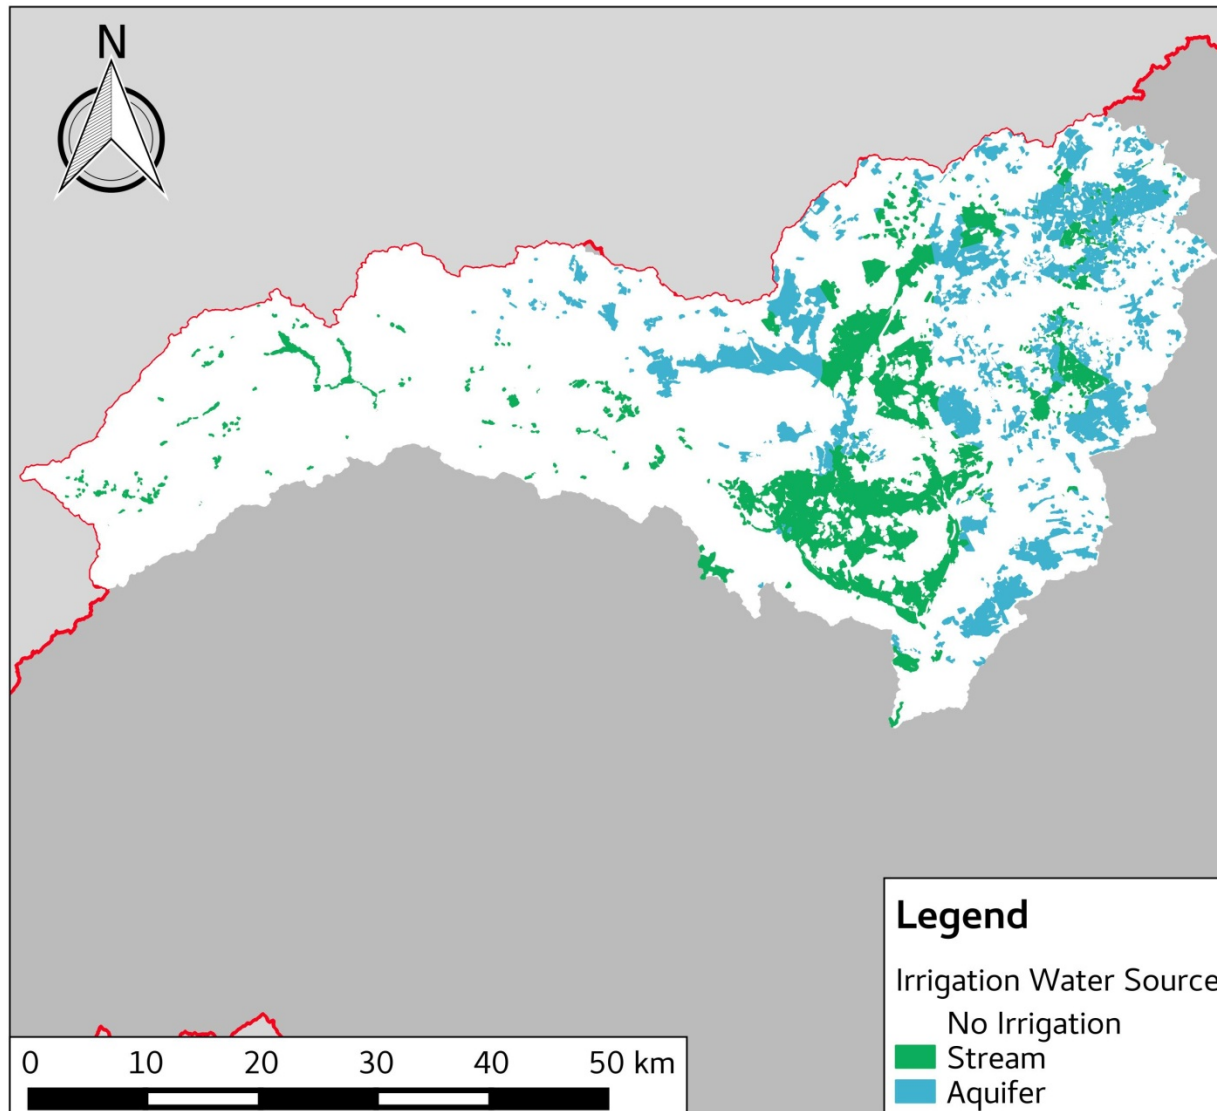 N
0 10 20 30 40 50 km
Legend
Irrigation Water Source
No Irrigation
Stream
Aquifer